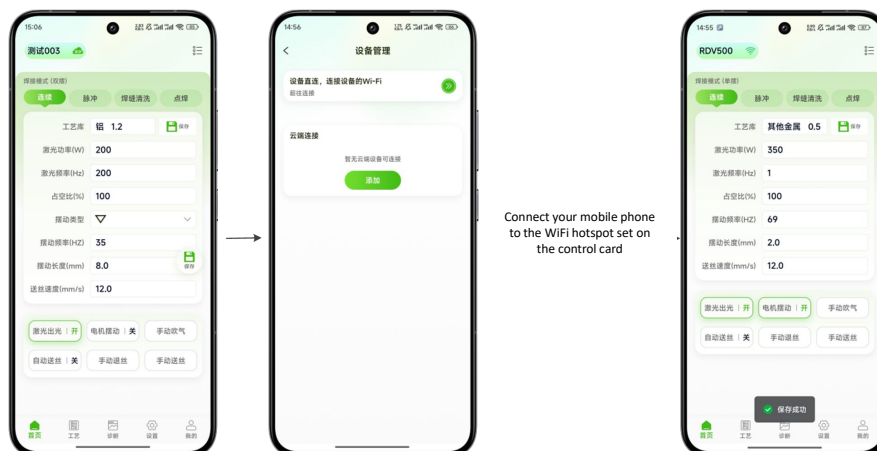 15:06
测试003
焊接模式 (双摆)
连续 脉冲 焊缝清洗 点焊
工艺库 铝 1.2 保存
激光功率(W) 200
激光频率(Hz) 200
占空比(%) 100
摆动类型
摆动频率(HZ) 35
摆动长度(mm) 8.0
保存
送丝速度(mm/s) 12.0
激光出光 | 开 电机摆动 | 关 手动吹气
自动送丝 | 关 手动退丝 手动送丝
首页 工艺 诊断 设置 我的
14:56
设备管理
设备直连，连接设备的Wi-Fi
前往连接
云端连接
暂无云端设备可连接
添加
Connect your mobile phone
to the WiFi hotspot set on
the control card
14:55
RDV500
焊接模式 (单摆)
连续 脉冲 焊缝清洗 点焊
工艺库 其他金属 0.5 保存
激光功率(W) 350
激光频率(Hz) 1
占空比(%) 100
摆动频率(HZ) 69
摆动长度(mm) 2.0
送丝速度(mm/s) 12.0
激光出光 | 开 电机摆动 | 开 手动吹气
自动送丝 | 关 手动退丝 手动送丝
保存成功
首页 工艺 诊断 设置 我的